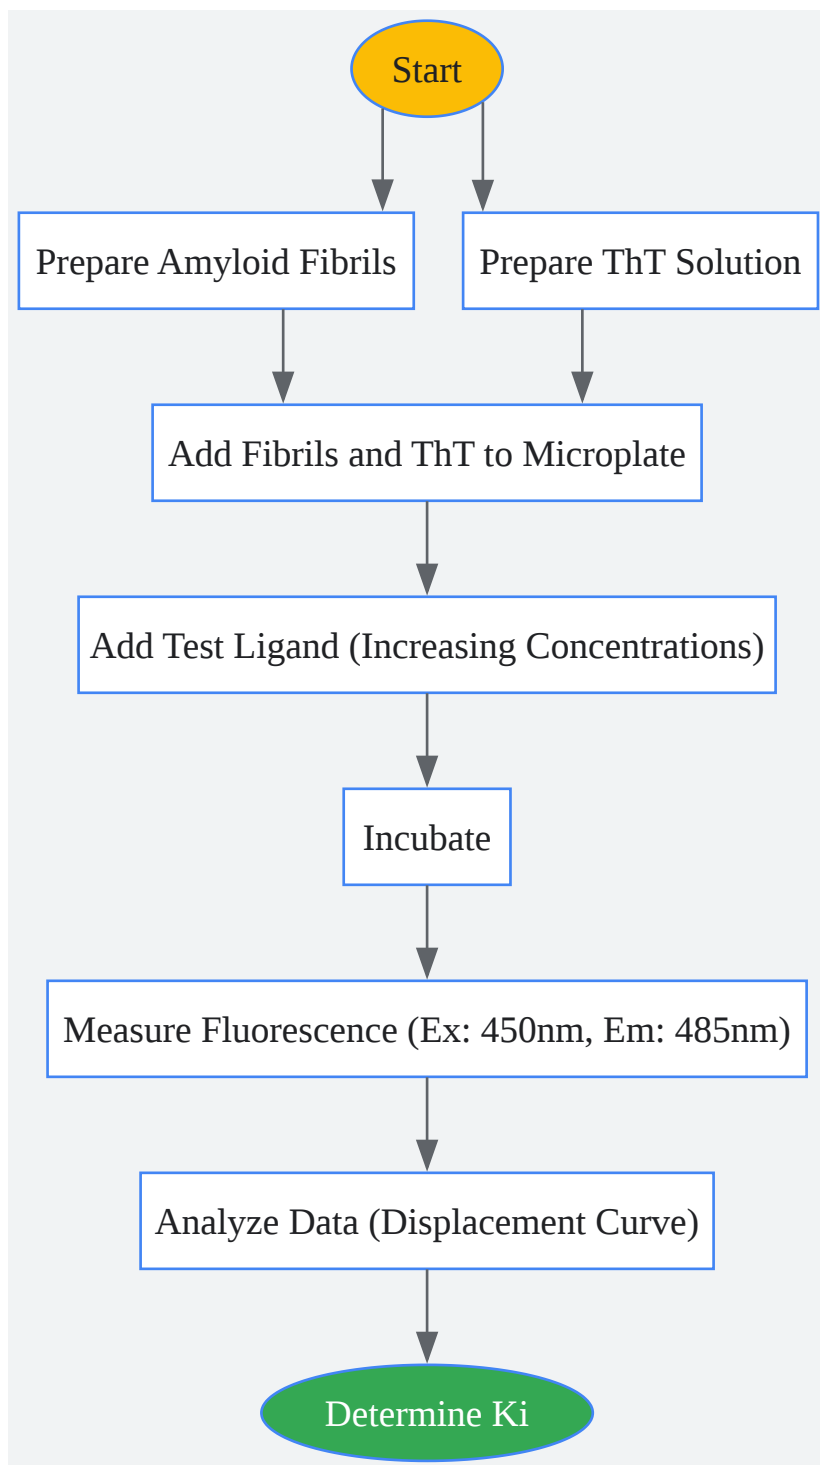 Start
Prepare Amyloid Fibrils
Prepare ThT Solution
Add Fibrils and ThT to Microplate
Add Test Ligand (Increasing Concentrations)
Incubate
Measure Fluorescence (Ex: 450nm, Em: 485nm)
Analyze Data (Displacement Curve)
Determine Ki